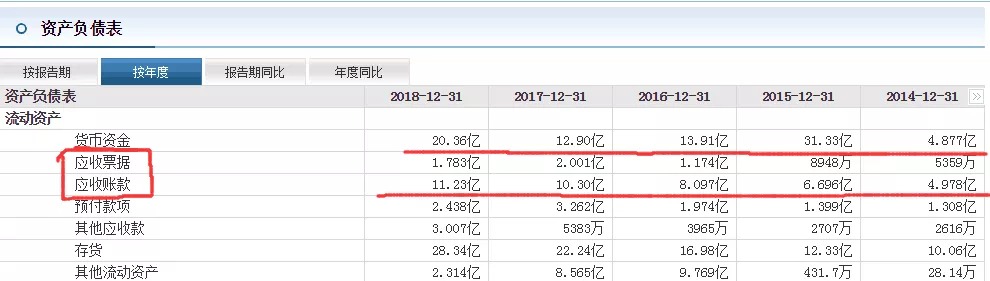 资产负债表
按报告期 按年度 报告期同比 年度同比
资产负债表 2018-12-31 2017-12-31 2016-12-31 2015-12-31 2014-12-31
流动资产
货币资金 20.36亿 12.90亿 13.91亿 31.33亿 4.877亿
应收票据 1.783亿 2.001亿 1.174亿 8948万 5359万
应收账款 11.23亿 10.30亿 8.097亿 6.696亿 4.978亿
预付款项 2.438亿 3.262亿 1.974亿 1.399亿 1.308亿
其他应收款 3.007亿 5383万 3965万 2707万 2616万
存货 28.34亿 22.24亿 16.98亿 12.33亿 10.06亿
其他流动资产 2.314亿 8.565亿 9.769亿 431.7万 28.14万